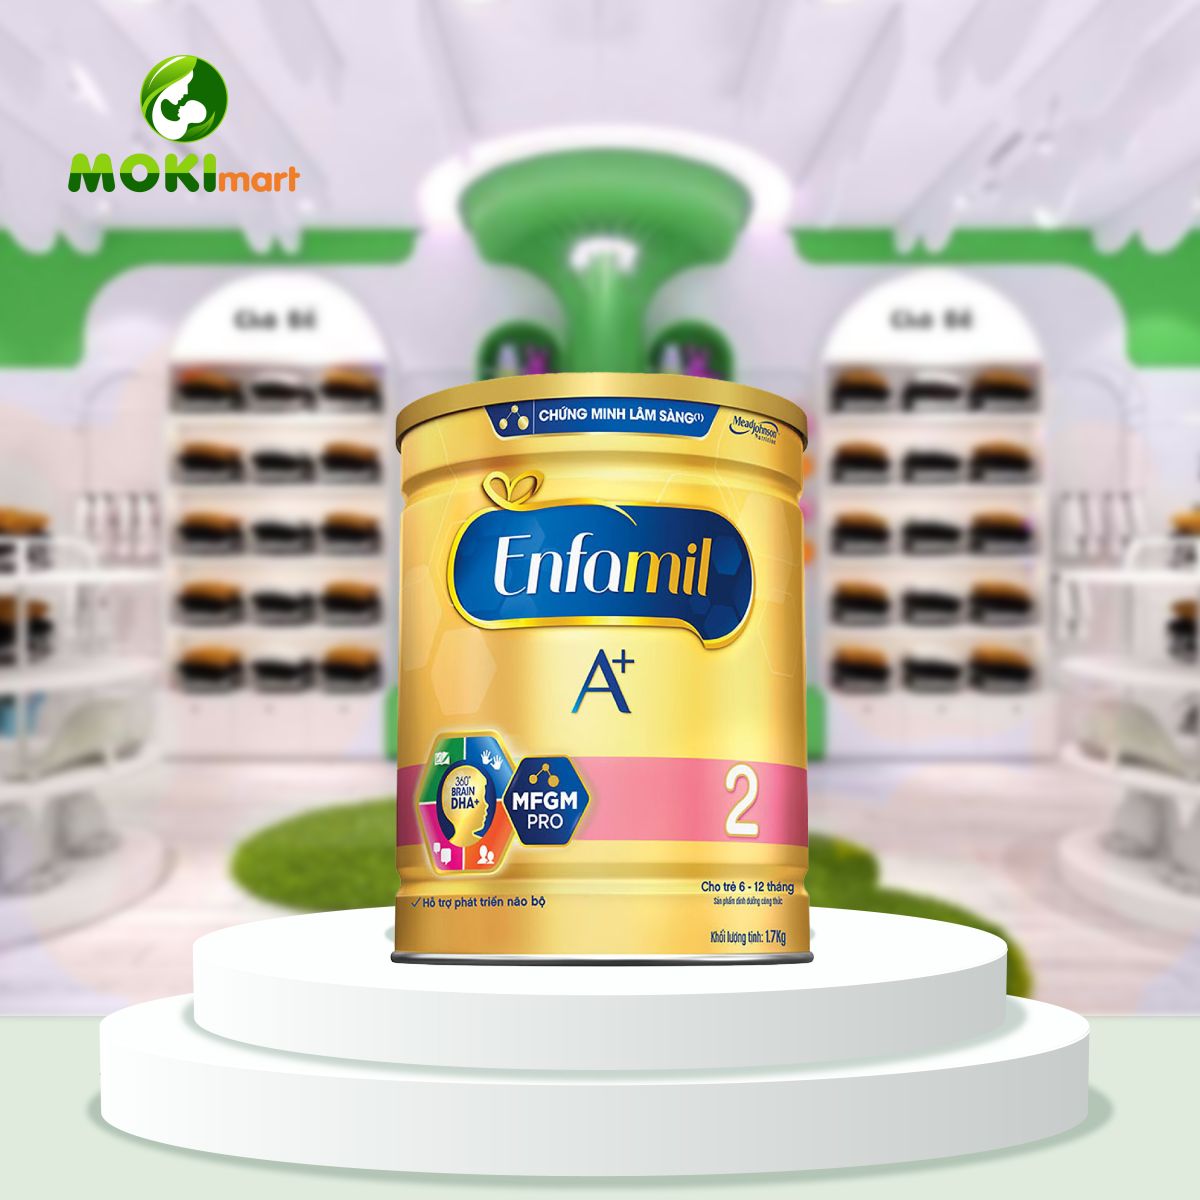 MOKImart
CHỨNG MINH LÂM SÀNG(1)
MeadJohnson
Enfamil
A+
360°
BRAIN
DHA+
MFGM
PRO
2
Cho trẻ 6 - 12 tháng
Sản phẩm dinh dưỡng công thức
✓ Hỗ trợ phát triển não bộ
Khối lượng tịnh: 1.7Kg